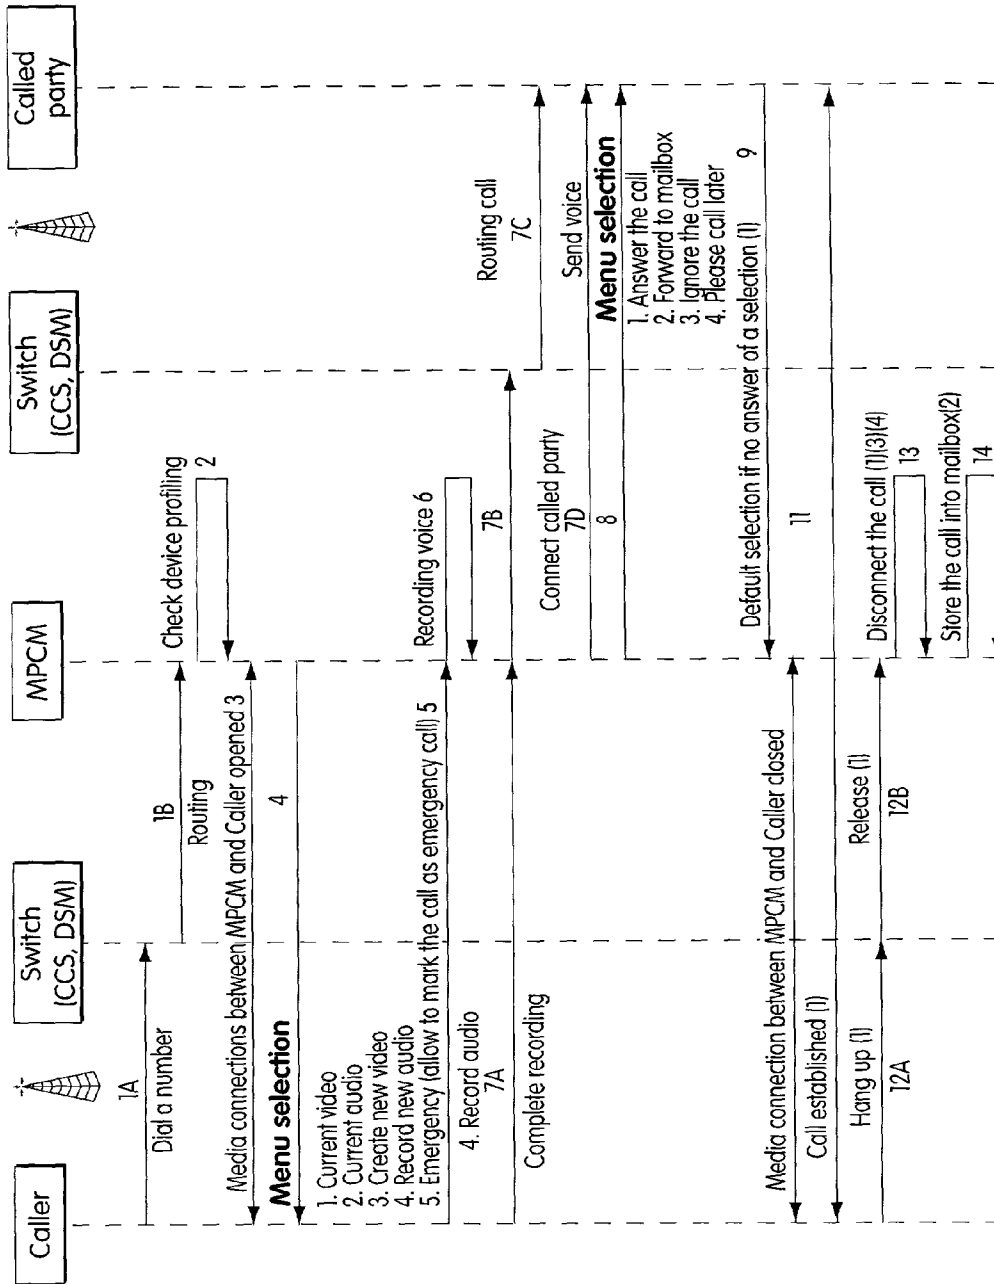 Caller
Switch
(CCS, DSM)
MPCM
Switch
(CCS, DSM)
Called
party
1A
Dial a number
1B
Routing
Check device profiling
2
Media connections between MPCM and Caller opened 3
Menu selection
4
1. Current video
2. Current audio
3. Create new video
4. Record new audio
5. Emergency (allow to mark the call as emergency call) 5
Recording voice 6
4. Record audio
7A
Complete recording
7B
Routing call
7C
Connect called party
7D
Send voice
8
Menu selection
1. Answer the call
2. Forward to mailbox
3. Ignore the call
4. Please call later
Default selection if no answer of a selection (1)
9
Media connection between MPCM and Caller closed
Call established (1)
11
Hang up (1)
12A
Release (1)
12B
Disconnect the call (1)(3)(4)
13
Store the call into mailbox(2)
14